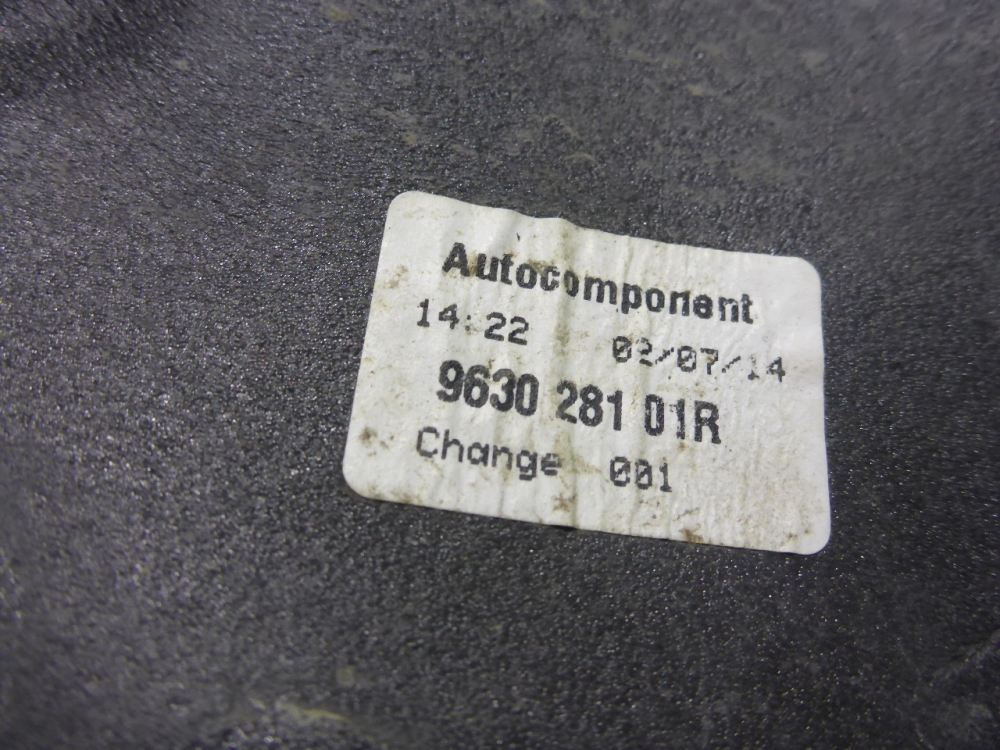 Autocomponent
14:22 02/07/14
9630 281 01R
Change 001